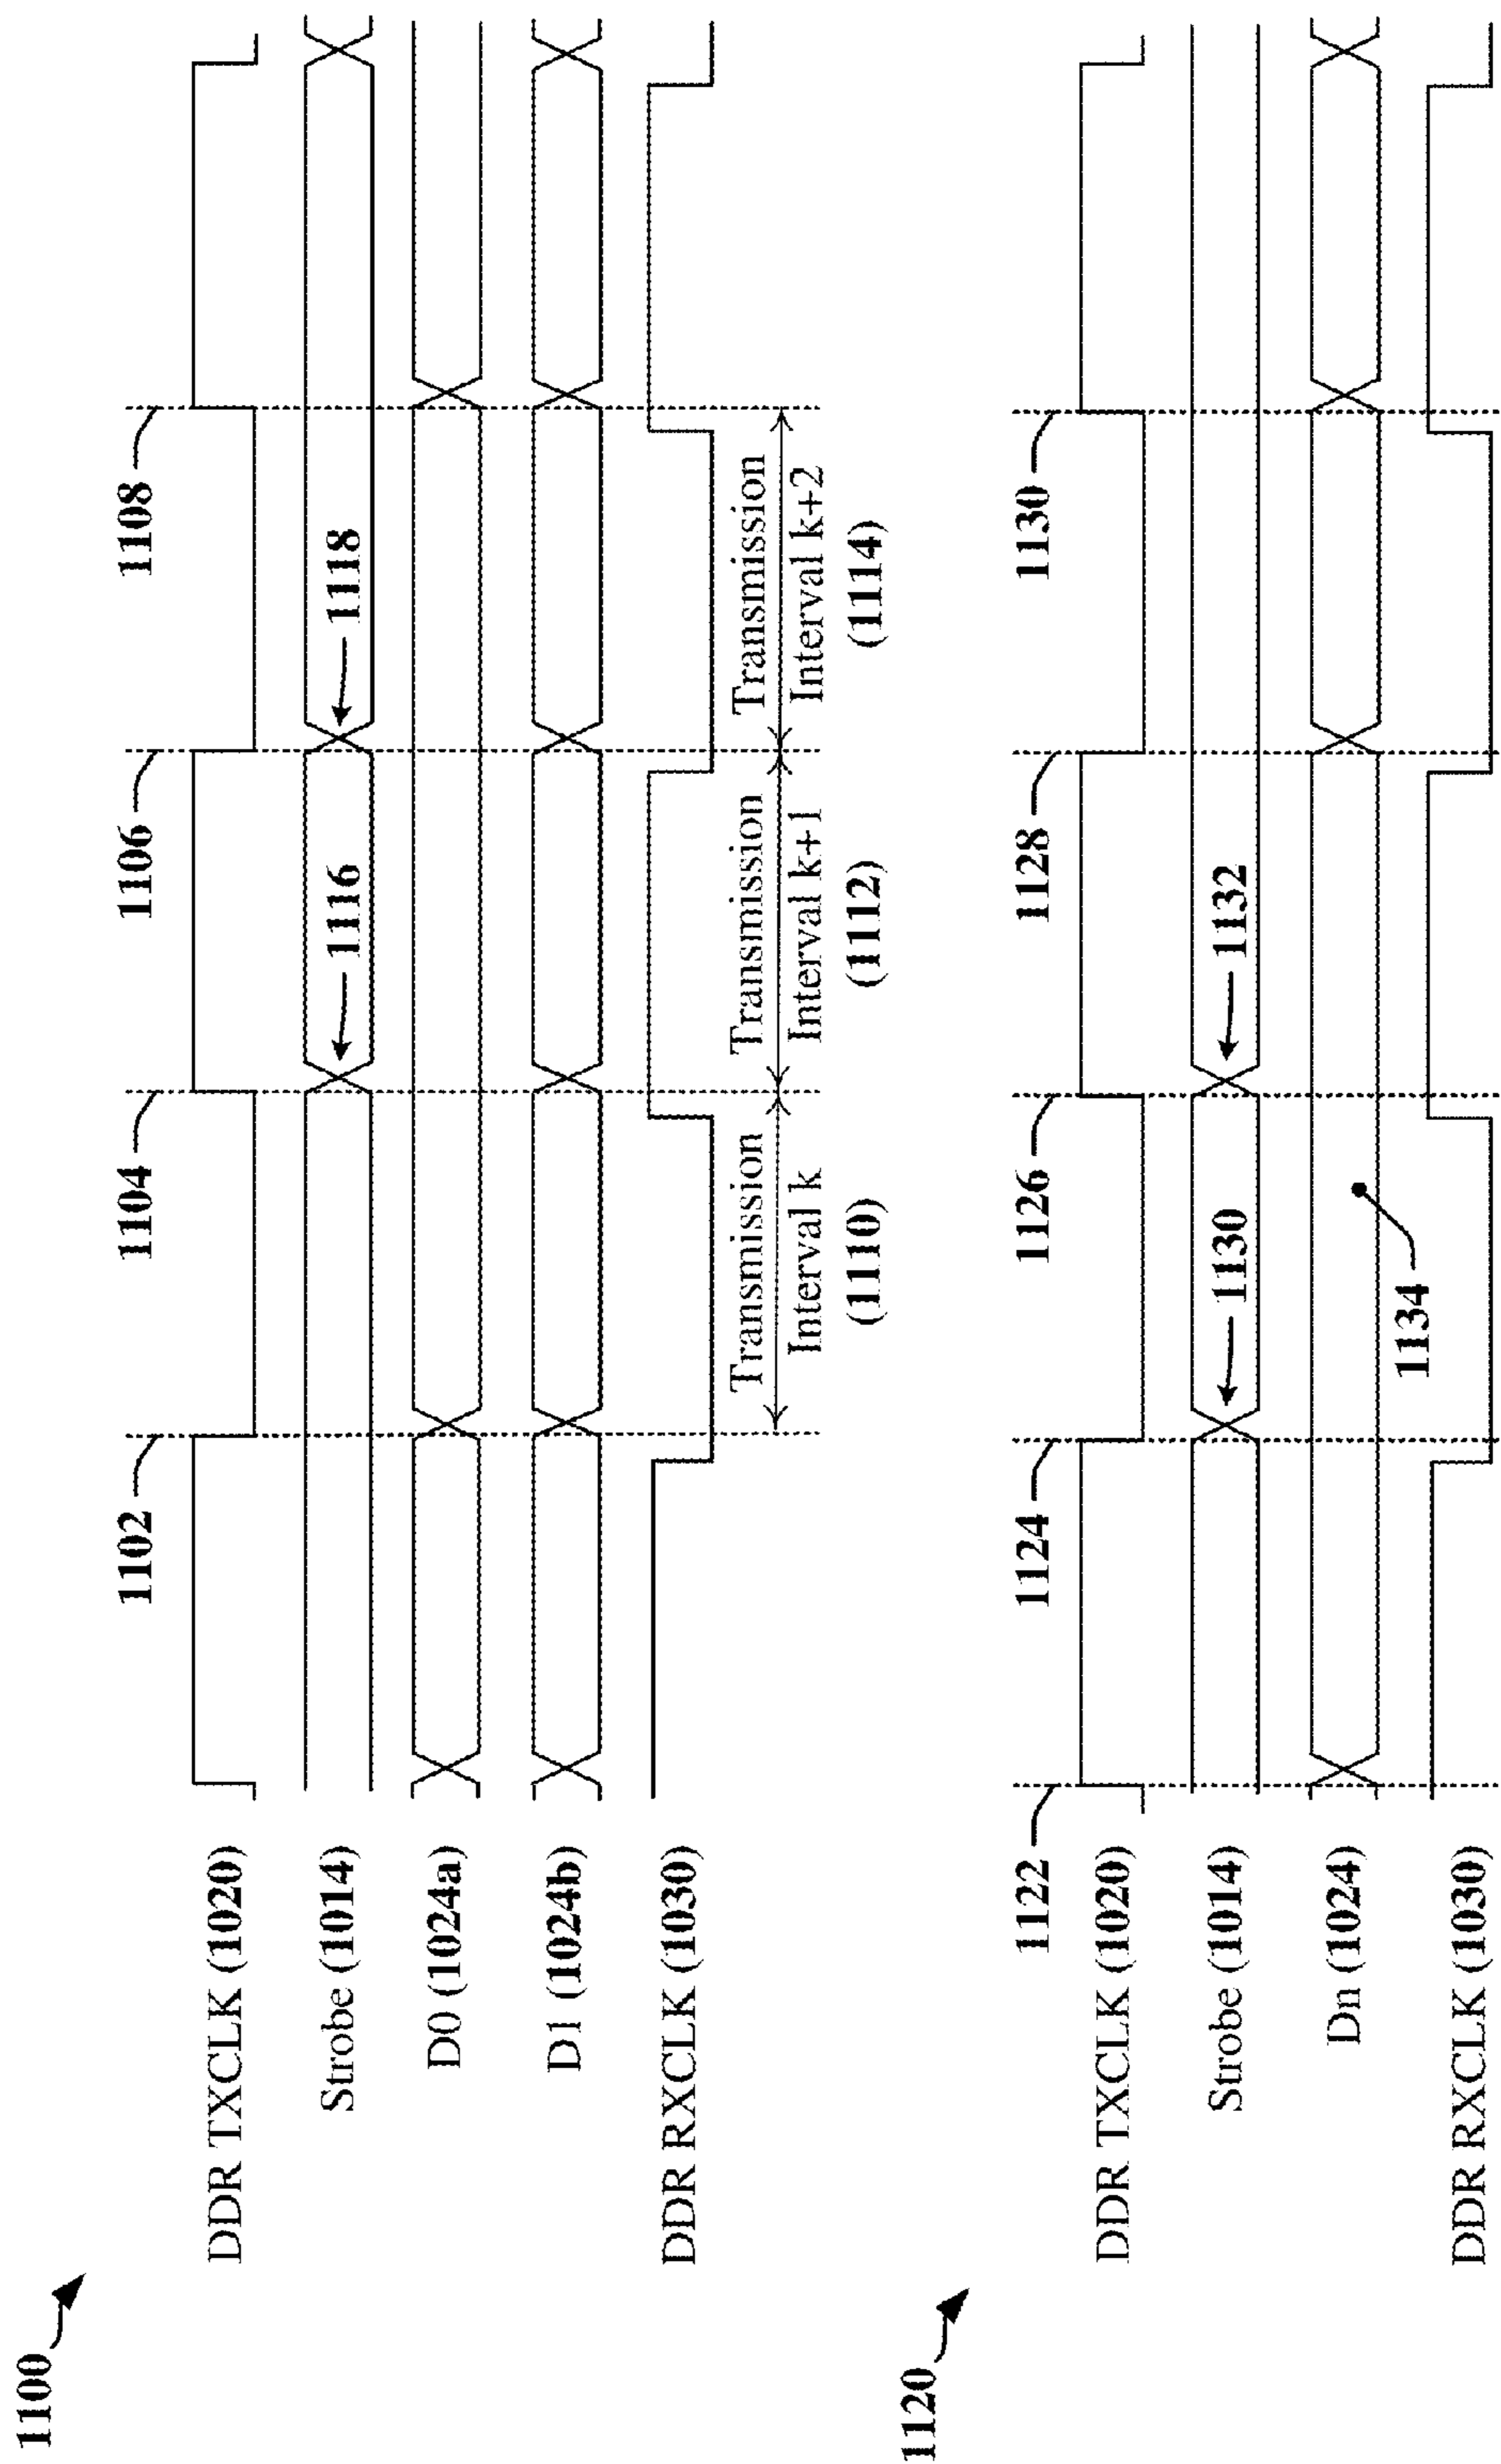 1100
1102
1104
1106
1108
DDR TXCLK (1020)
Strobe (1014)
1116
1118
D0 (1024a)
D1 (1024b)
DDR RXCLK (1030)
Transmission Interval k (1110)
Transmission Interval k+1 (1112)
Transmission Interval k+2 (1114)
1120
1122
1124
1126
1128
1130
DDR TXCLK (1020)
Strobe (1014)
1130
1132
Dn (1024)
1134
DDR RXCLK (1030)